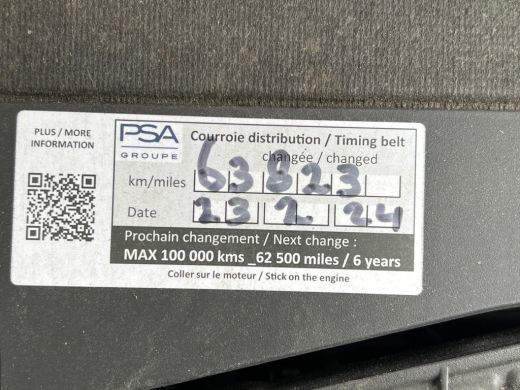 PLUS / MORE
INFORMATION
PSA
GROUPE
Courroie distribution / Timing belt
changée / changed
km/miles 63823
Date 23 2 24
Prochain changement / Next change :
MAX 100 000 kms _62 500 miles / 6 years
Coller sur le moteur / Stick on the engine